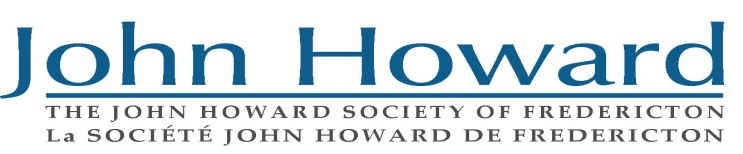 John Howard
THE JOHN HOWARD SOCIETY OF FREDERICTON
La SOCIÉTÉ JOHN HOWARD DE FREDERICTON